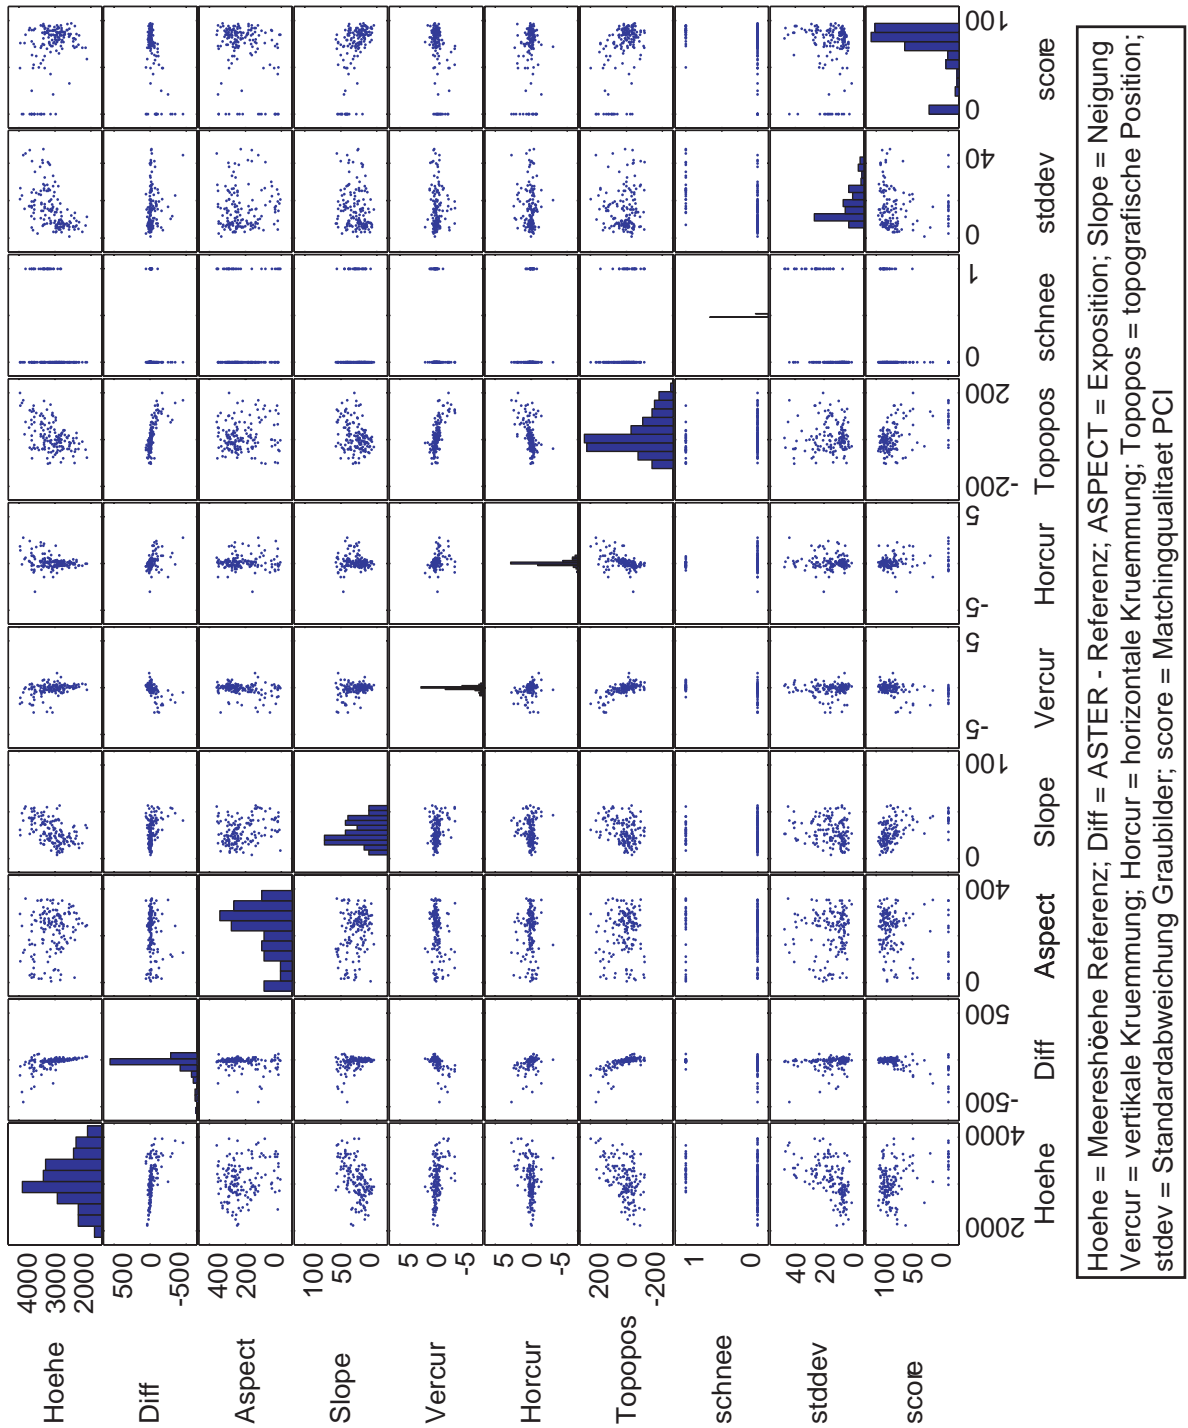 Hoehe
4000
3000
2000
Diff
500
0
-500
Aspect
400
200
0
Slope
100
50
0
Vercur
5
0
-5
Horcur
5
0
-5
Topopos
200
0
-200
schnee
1
0
stddev
40
20
0
score
100
50
0
2000 4000
-500 500
0 400
0 100
-5 5
-5 5
-200 200
0 1
0 40
0 100
Hoehe Diff Aspect Slope Vercur Horcur Topopos schnee stddev score
Hoehe = Meereshöehe Referenz; Diff = ASTER - Referenz; ASPECT = Exposition; Slope = Neigung
Vercur = vertikale Kruemmung; Horcur = horizontale Kruemmung; Topopos = topografische Position;
stdev = Standardabweichung Graubilder; score = Matchingqualitaet PCI